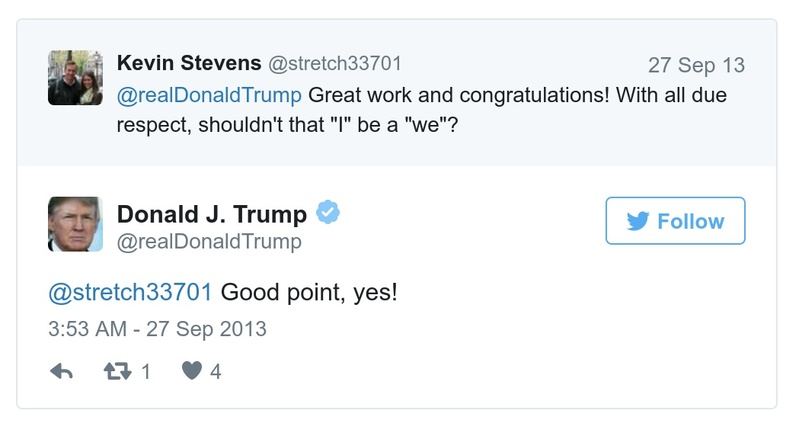 Kevin Stevens @stretch33701 27 Sep 13
@realDonaldTrump Great work and congratulations! With all due
respect, shouldn't that "I" be a "we"?
Donald J. Trump
Follow
@realDonaldTrump
@stretch33701 Good point, yes!
3:53 AM - 27 Sep 2013
1 4